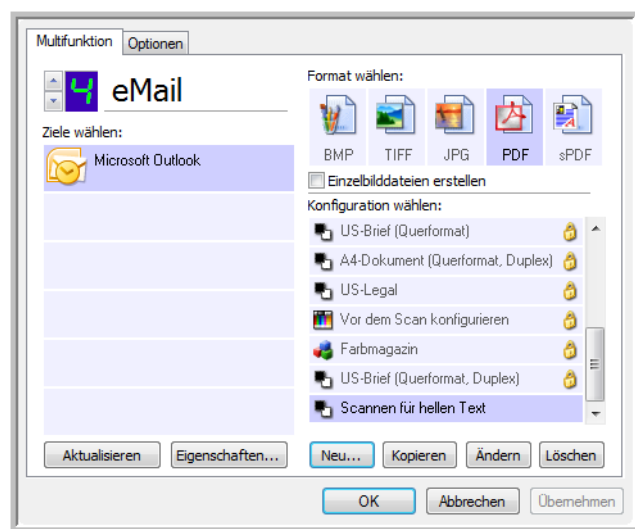 Multifunktion
Optionen
4
eMail
Ziele wählen:
Microsoft Outlook
Aktualisieren
Eigenschaften...
Format wählen:
BMP
TIFF
JPG
PDF
sPDF
Einzelbilddateien erstellen
Konfiguration wählen:
US-Brief (Querformat)
A4-Dokument (Querformat, Duplex)
US-Legal
Vor dem Scan konfigurieren
Farbmagazin
US-Brief (Querformat, Duplex)
Scannen für hellen Text
Neu...
Kopieren
Ändern
Löschen
OK
Abbrechen
Übernehmen